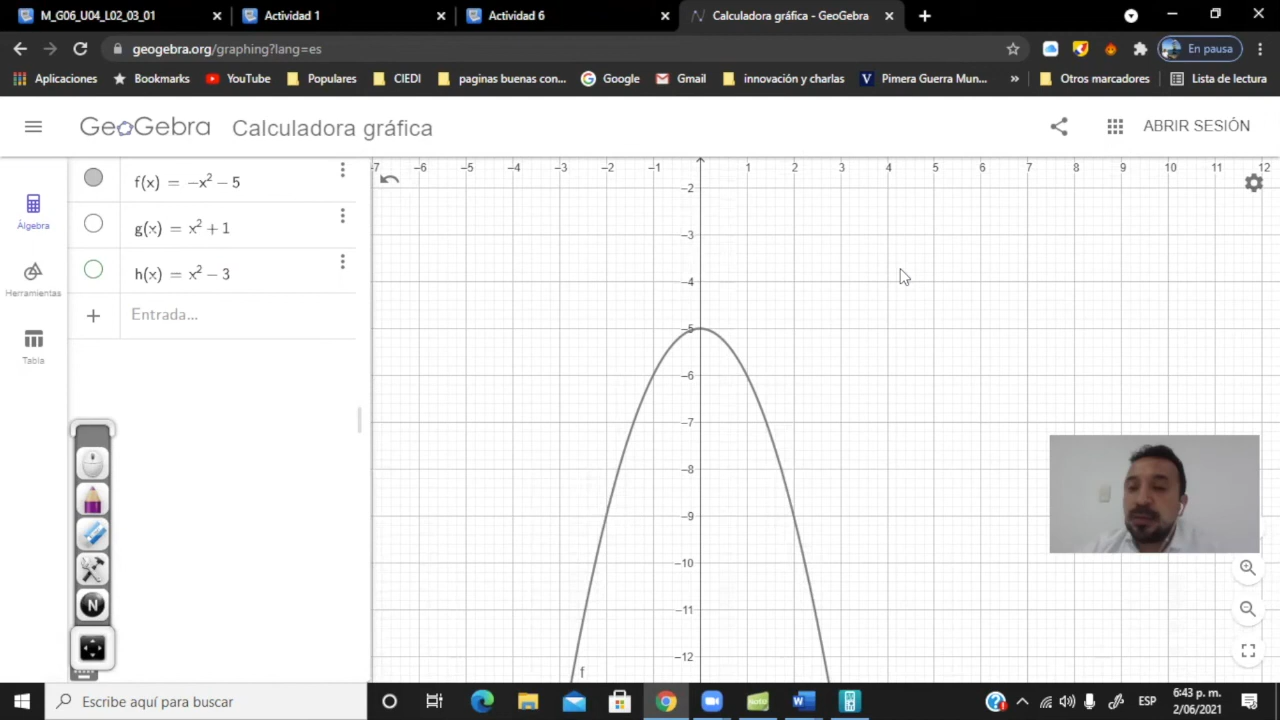 M_G06_U04_L02_03_01
Actividad 1
Actividad 6
Calculadora gráfica - GeoGebra
geogebra.org/graphing?lang=es
En pausa
Aplicaciones
Bookmarks
YouTube
Populares
CIEDI
paginas buenas con...
Google
Gmail
innovación y charlas
Pimera Guerra Mun...
»
Otros marcadores
Lista de lectura
GeoGebra
Calculadora gráfica
ABRIR SESIÓN
Álgebra
Herramientas
Tabla
f(x) = −x² − 5
g(x) = x² + 1
h(x) = x² − 3
Entrada...
-7 −6 −5 −4 −3 −2 −1 1 2 3 4 5 6 7 8 9 10 11 12
−2
−3
−4
−5
−6
−7
−8
−9
−10
−11
−12
f
N
Escribe aquí para buscar
ESP
6:43 p. m.
2/06/2021